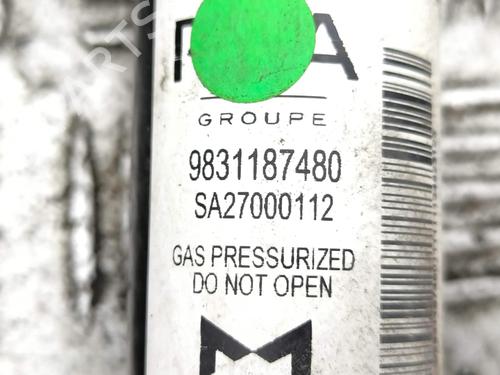 GROUPE
9831187480
SA27000112
GAS PRESSURIZED
DO NOT OPEN